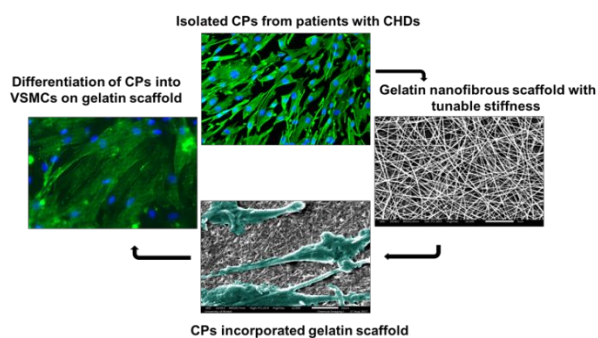 Isolated CPs from patients with CHDs
Differentiation of CPs into
VSMCs on gelatin scaffold
Gelatin nanofibrous scaffold with
tunable stiffness
CPs incorporated gelatin scaffold